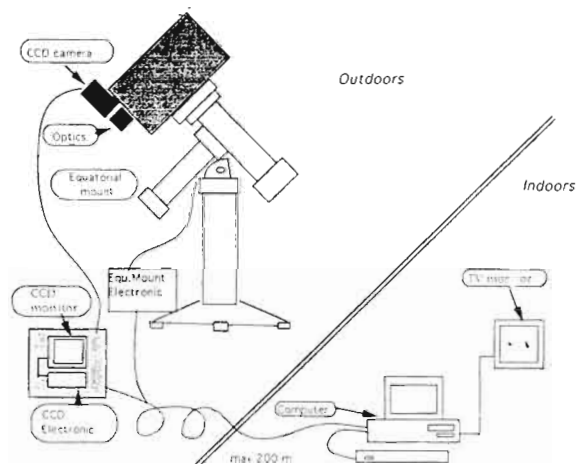 CCD camera
Outdoors
Optics
Equatorial
mount
Indoors
TV monitor
Equ.Mount
Electronic
CCD
monitor
Computer
CCD
Electronic
max 200 m